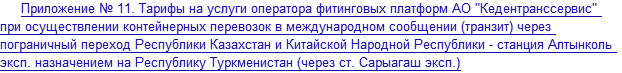 Приложение № 11. Тарифы на услуги оператора фитинговых платформ АО "Кедентранссервис"
при осуществлении контейнерных перевозок в международном сообщении (транзит) через
пограничный переход Республики Казахстан и Китайской Народной Республики - станция Алтынколь
эксп. назначением на Республику Туркменистан (через ст. Сарыагаш эксп.)